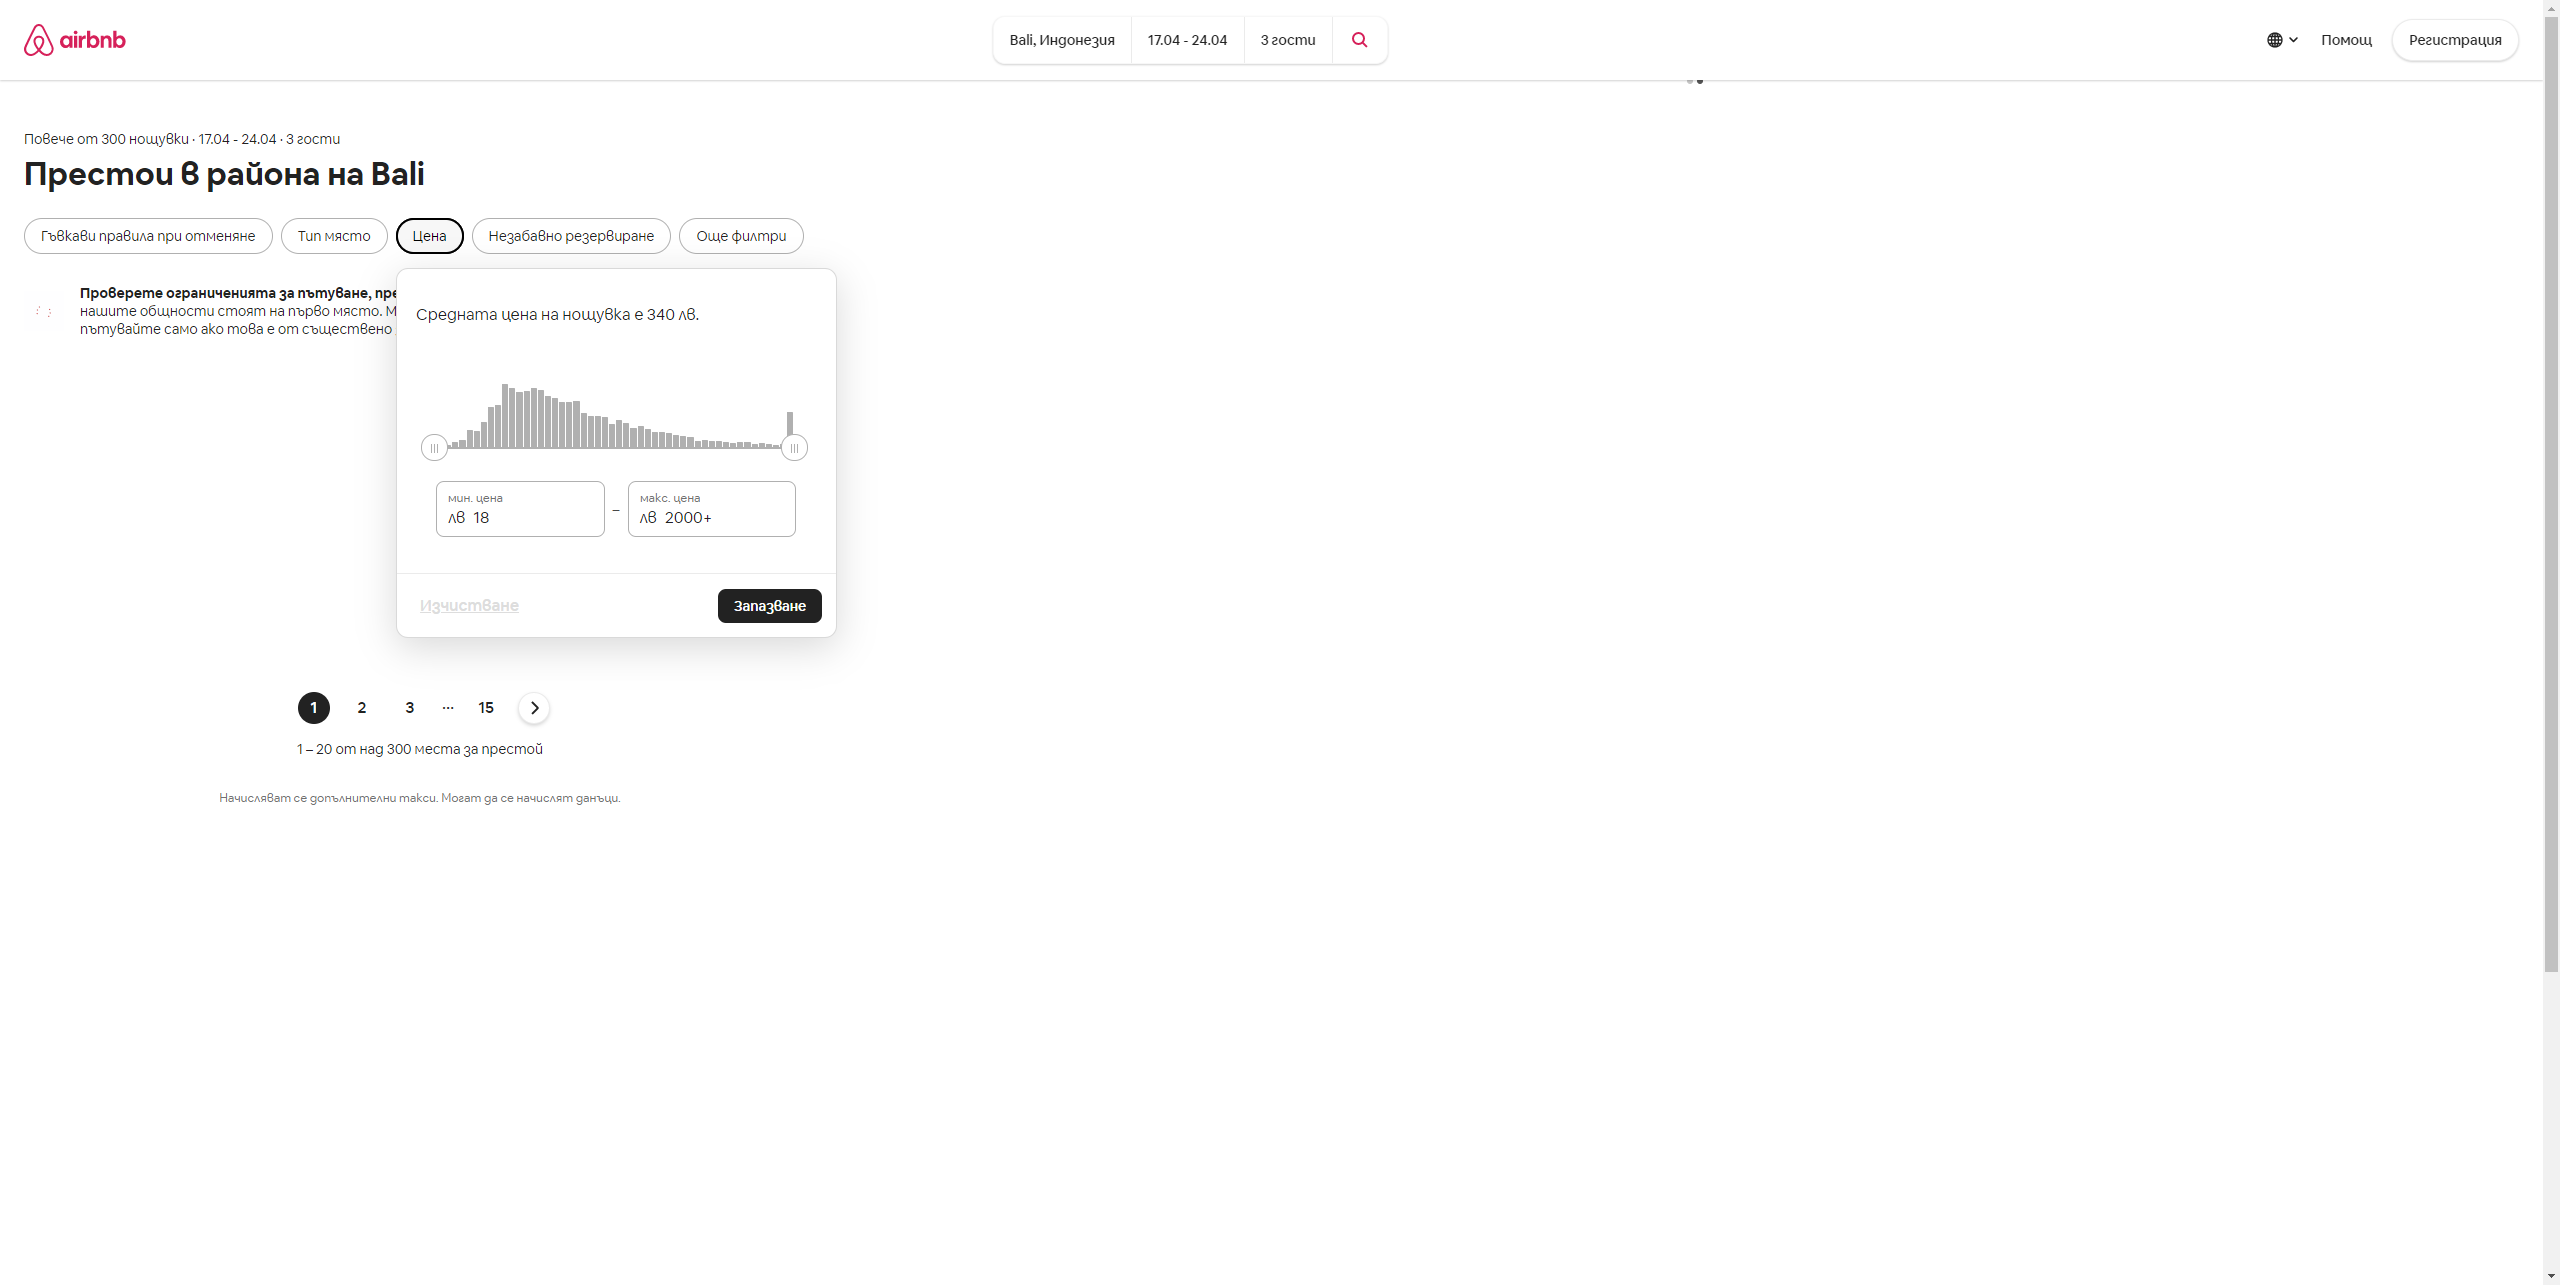 airbnb
Bali, Индонезия
17.04 - 24.04
3 гости
Помощ
Регистрация
Повече от 300 нощувки · 17.04 - 24.04 · 3 гости
Престои в района на Bali
Гъвкави правила при отменяне
Тип място
Цена
Незабавно резервиране
Още филтри
Проверете ограниченията за пътуване, пре
нашите общности стоят на първо място. М
пътувайте само ако това е от съществено
Средната цена на нощувка е 340 лв.
мин. цена
лв 18
–
макс. цена
лв 2000+
Изчистване
Запазване
1 2 3 ... 15
1 – 20 от над 300 места за престой
Начисляват се допълнителни такси. Могат да се начислят данъци.